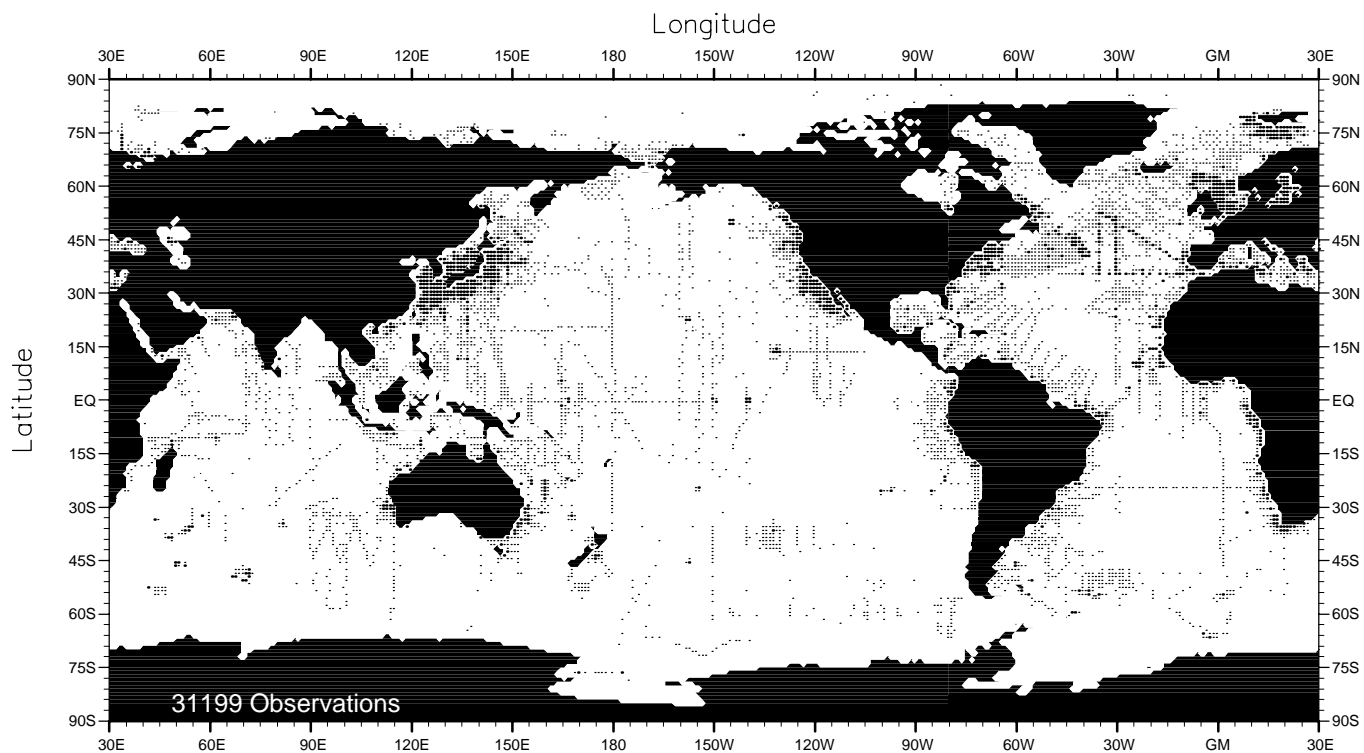 Longitude
30E 60E 90E 120E 150E 180 150W 120W 90W 60W 30W GM 30E
90N 90N
75N 75N
60N 60N
45N 45N
30N 30N
15N 15N
Latitude
EQ EQ
15S 15S
30S 30S
45S 45S
60S 60S
75S 75S
31199 Observations
90S 90S
30E 60E 90E 120E 150E 180 150W 120W 90W 60W 30W GM 30E